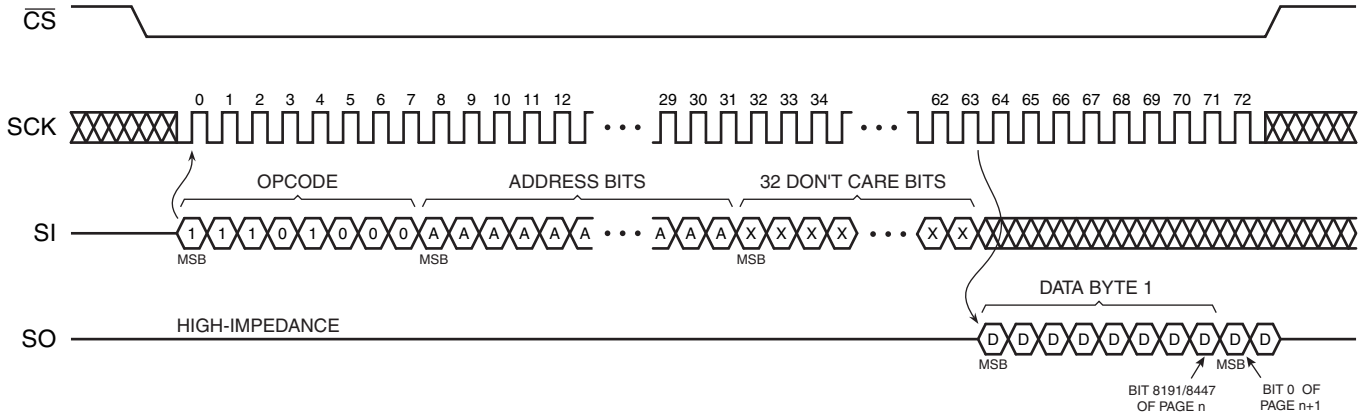 CS
SCK
0 1 2 3 4 5 6 7 8 9 10 11 12 29 30 31 32 33 34 62 63 64 65 66 67 68 69 70 71 72
• • •
• • •
OPCODE
ADDRESS BITS
32 DON'T CARE BITS
SI
1 1 1 0 1 0 0 0 A A A A A A • • • A A A X X X X • • • X X
MSB
MSB
MSB
DATA BYTE 1
SO
HIGH-IMPEDANCE
D D D D D D D D D D
MSB
MSB
BIT 8191/8447
OF PAGE n
BIT 0 OF
PAGE n+1